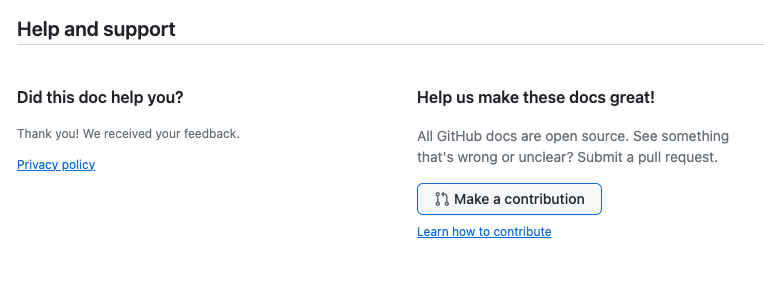 Help and support
Did this doc help you?
Thank you! We received your feedback.
Privacy policy
Help us make these docs great!
All GitHub docs are open source. See something
that's wrong or unclear? Submit a pull request.
Make a contribution
Learn how to contribute